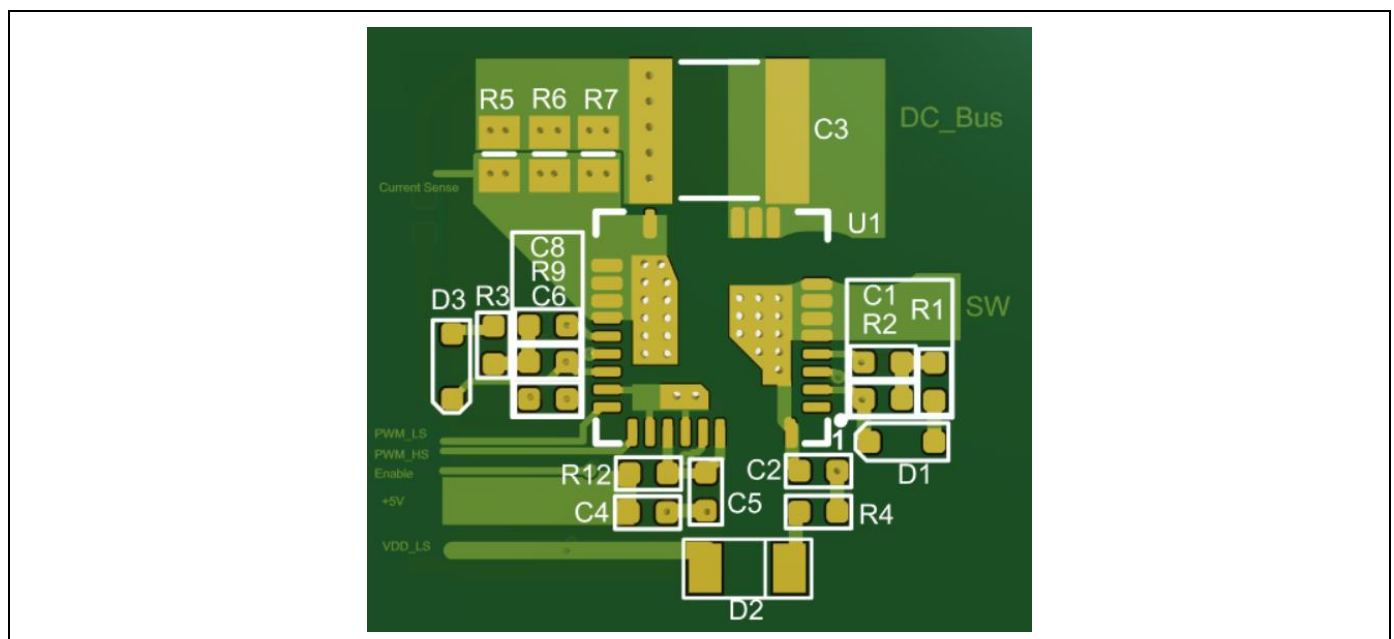 R5 R6 R7
DC_Bus
C3
Current Sense
U1
C8
R9
C6
D3 R3
C1
R2
R1
SW
PWM_LS
PWM_HS
Enable
+5V
VDD_LS
R12
C4
C5
C2
R4
1
D1
D2